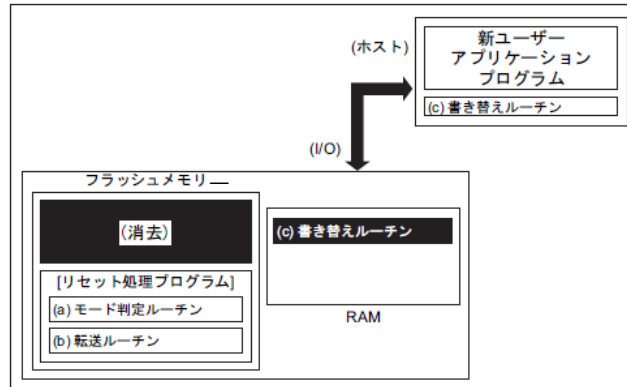 (ホスト)
新ユーザー
アプリケーション
プログラム
(c) 書き替えルーチン
(I/O)
フラッシュメモリ
(消去)
(c) 書き替えルーチン
[リセット処理プログラム]
(a) モード判定ルーチン
(b) 転送ルーチン
RAM